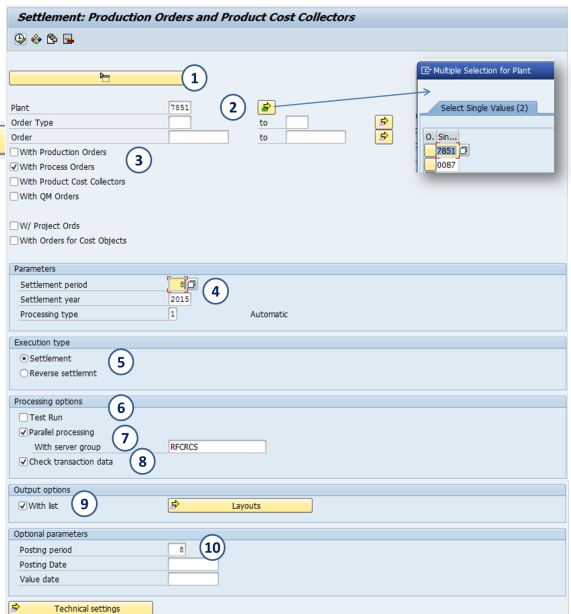 Settlement: Production Orders and Product Cost Collectors
1
Multiple Selection for Plant
Plant 7851 2
Select Single Values (2)
Order Type to
Order to
O. Sin...
7851
0087
With Production Orders
3
With Process Orders
With Product Cost Collectors
With QM Orders
W/ Project Ords
With Orders for Cost Objects
Parameters
Settlement period 8 4
Settlement year 2015
Processing type 1 Automatic
Execution type
Settlement 5
Reverse settlemnt
Processing options
6
Test Run
Parallel processing 7
With server group RFCRCS
Check transaction data 8
Output options
With list 9 Layouts
Optional parameters
Posting period 8 10
Posting Date
Value date
Technical settings